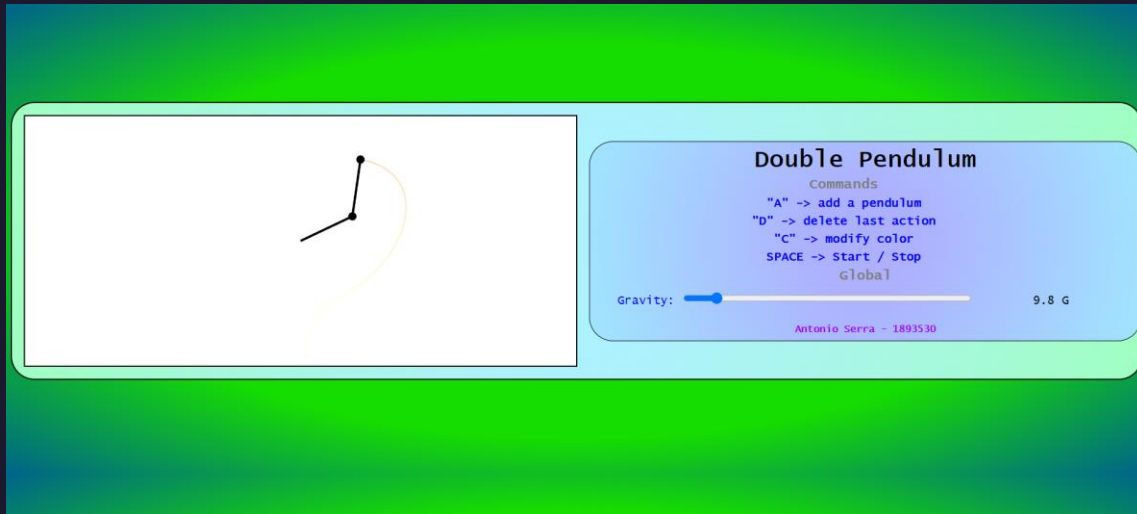 Double Pendulum
Commands
"A" -> add a pendulum
"D" -> delete last action
"C" -> modify color
SPACE -> Start / Stop
Global
Gravity: 9.8 G
Antonio Serra - 1893530